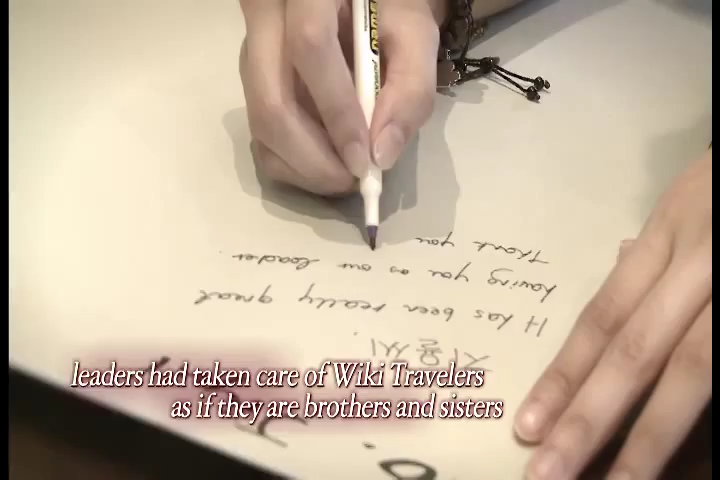 It has been really great
having you as our leader.
Thank you
leaders had taken care of Wiki Travelers
as if they are brothers and sisters